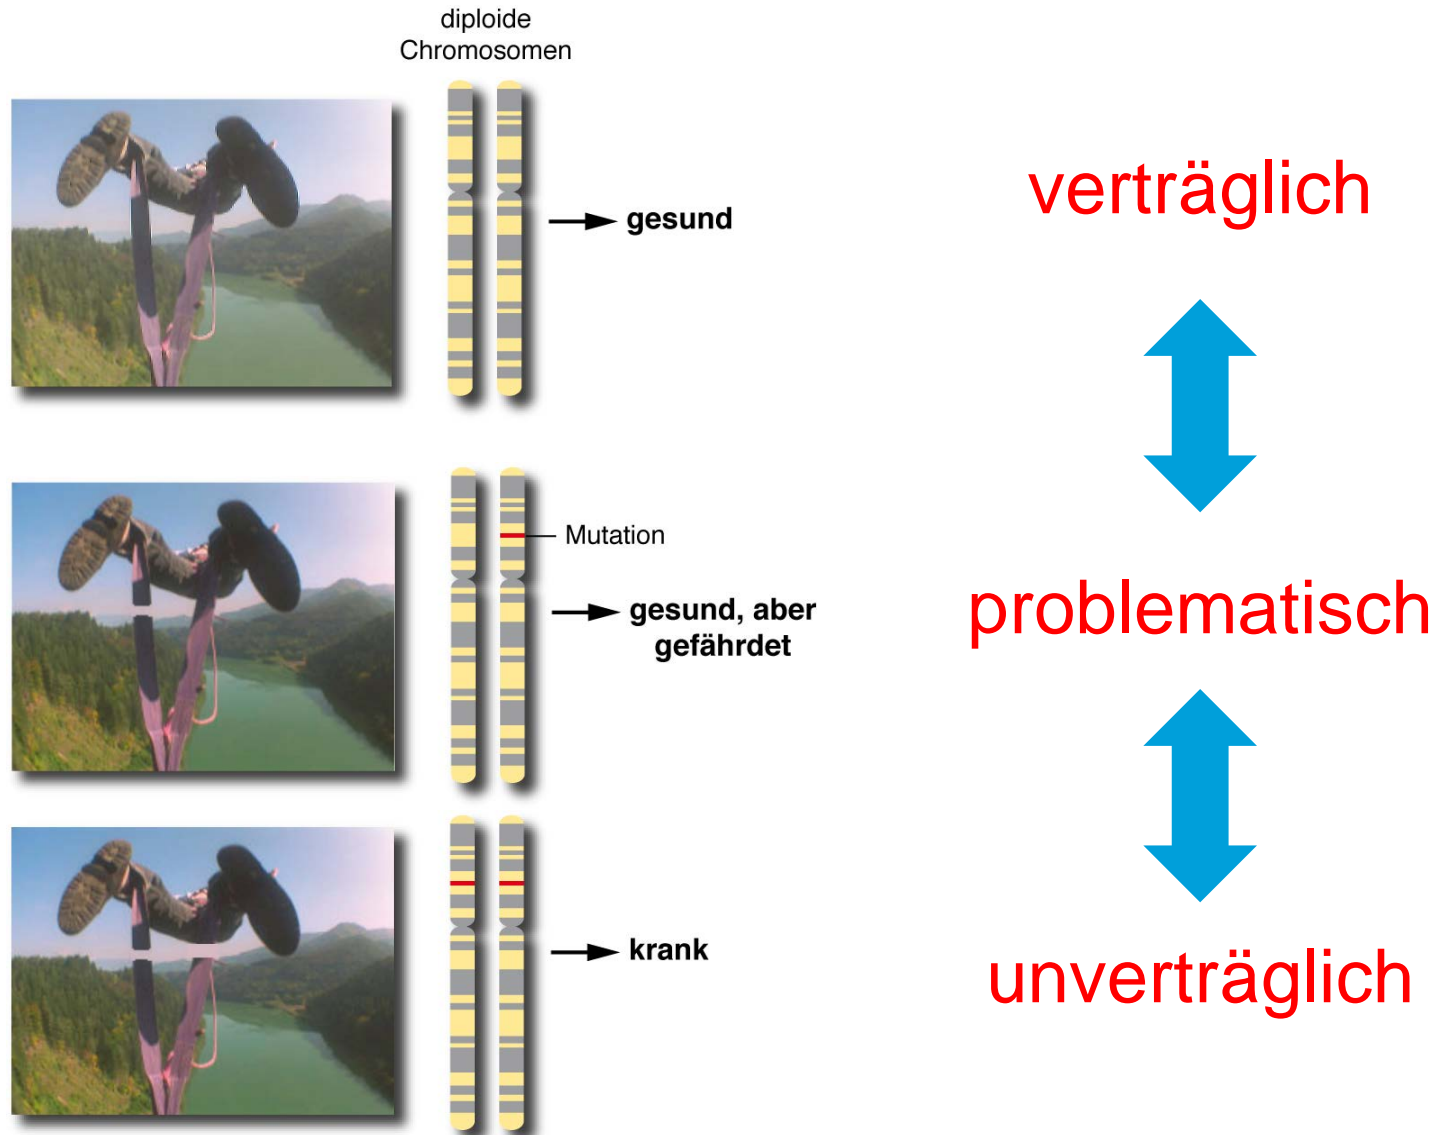 diploide
Chromosomen
gesund
verträglich
Mutation
gesund, aber
gefährdet
problematisch
krank
unverträglich